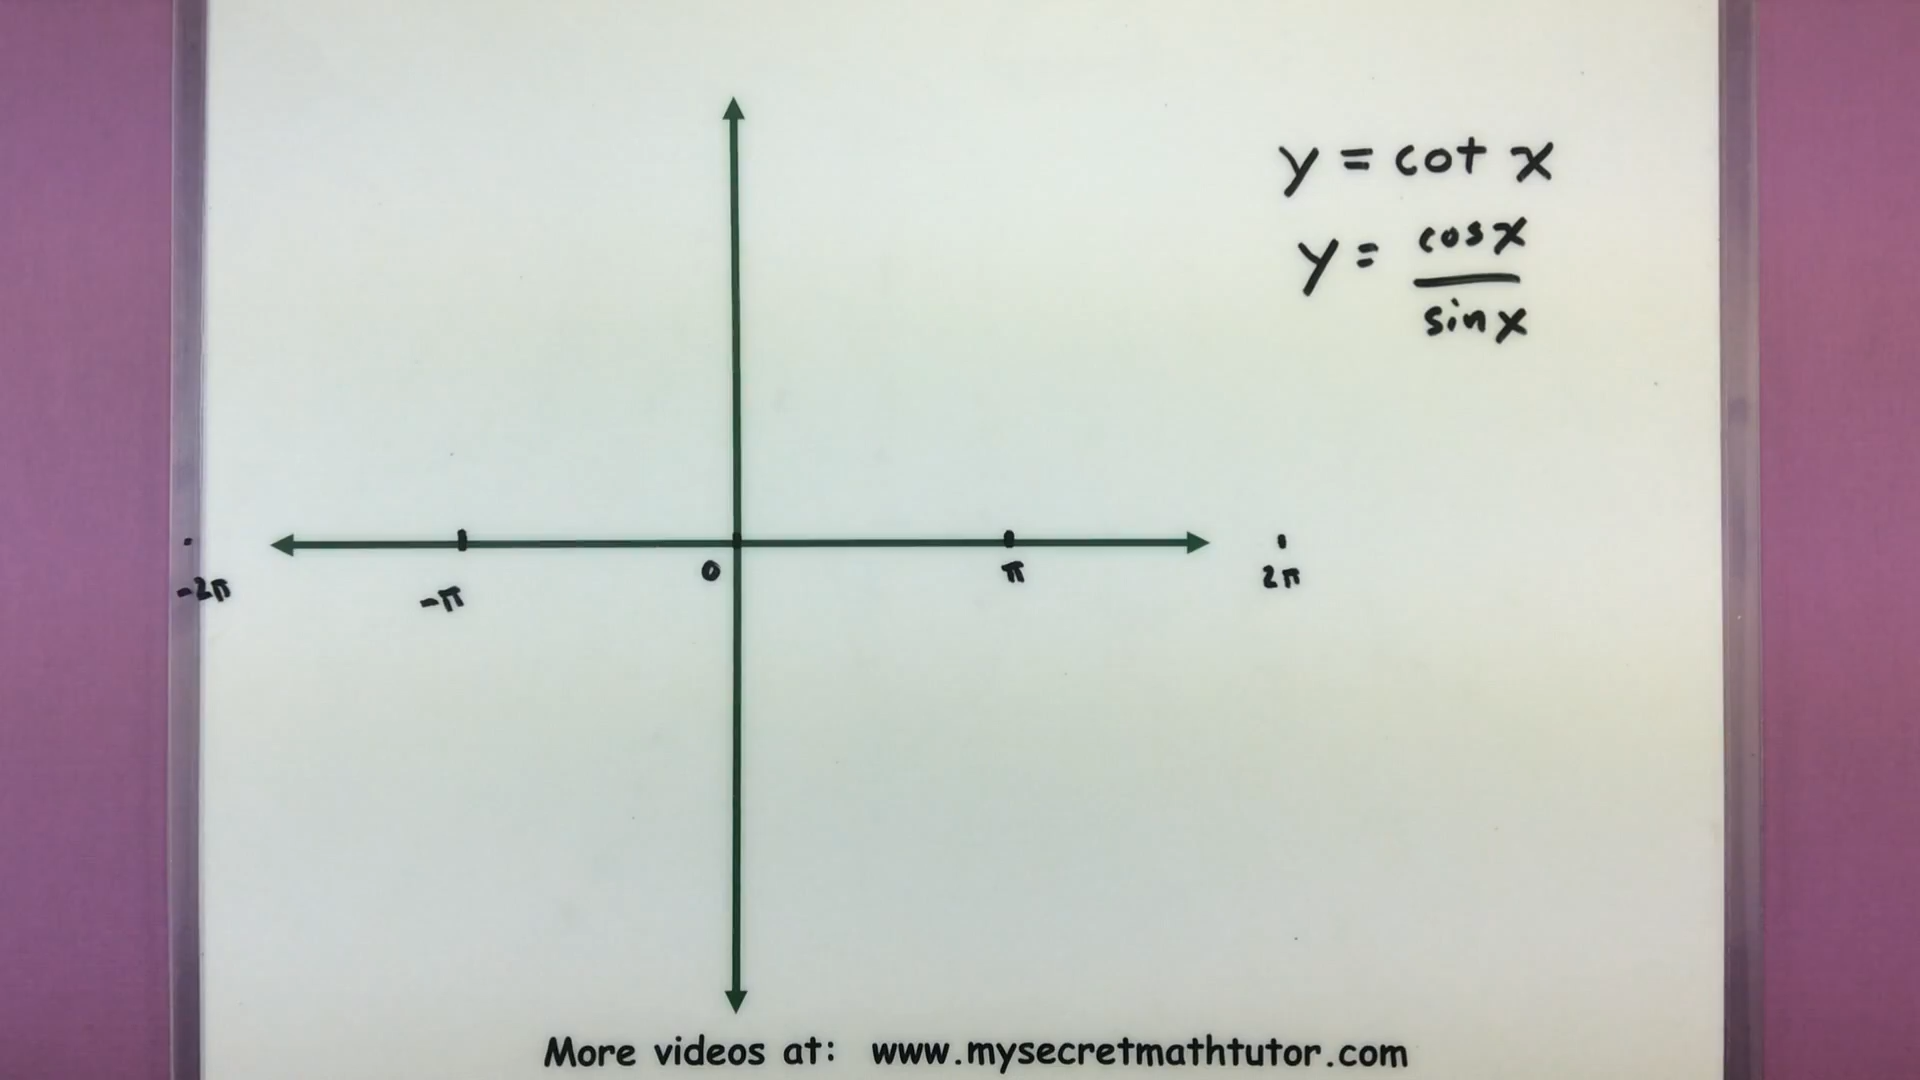 y = cot x
y = cos x / sin x
-2π -π 0 π 2π
More videos at: www.mysecretmathtutor.com